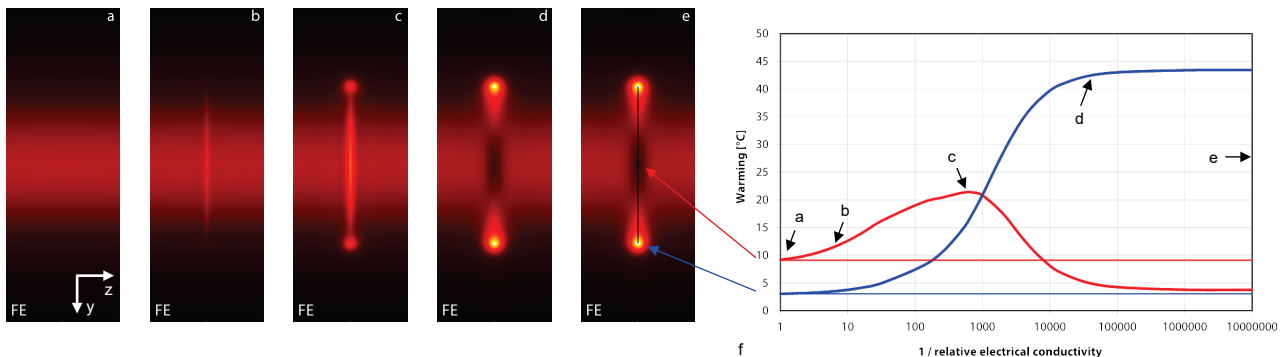 a
b
c
d
e
z
y
FE
FE
FE
FE
FE
50
45
40
35
30
25
20
15
10
5
0
Warming [°C]
a
b
c
d
e
1
10
100
1000
10000
100000
1000000
10000000
f
1 / relative electrical conductivity